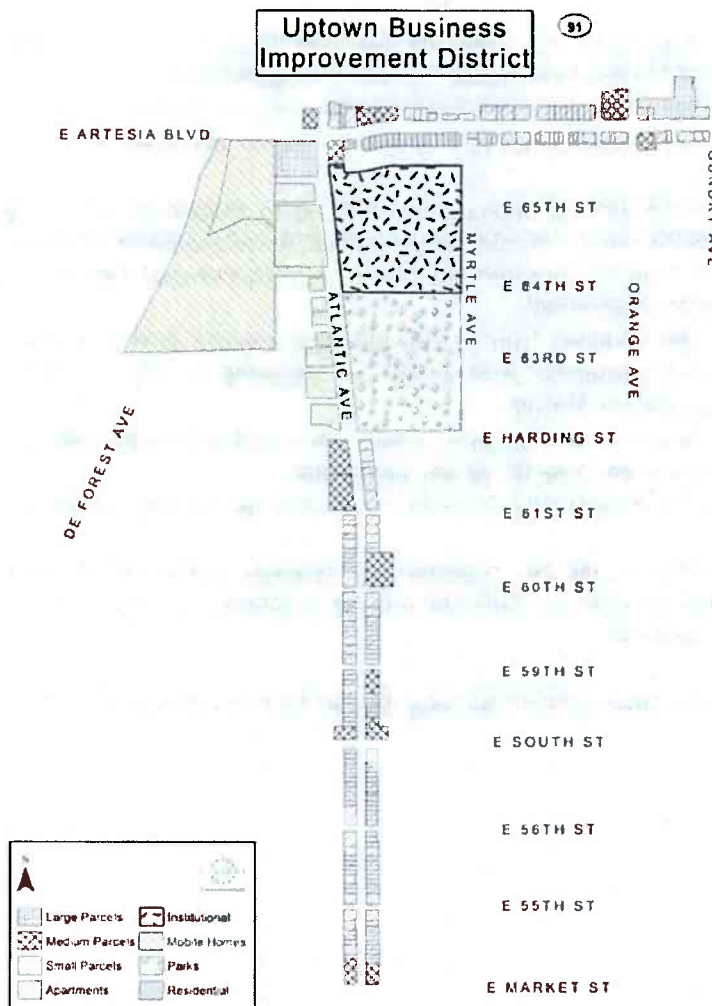 Uptown Business
Improvement District
91
E ARTESIA BLVD
E 65TH ST
MYRTLE AVE
E 64TH ST
ORANGE AVE
ATLANTIC AVE
E 63RD ST
E HARDING ST
DE FOREST AVE
E 61ST ST
E 60TH ST
E 59TH ST
E SOUTH ST
E 56TH ST
E 55TH ST
E MARKET ST
N
Large Parcels
Institutional
Medium Parcels
Mobile Homes
Small Parcels
Parks
Apartments
Residential